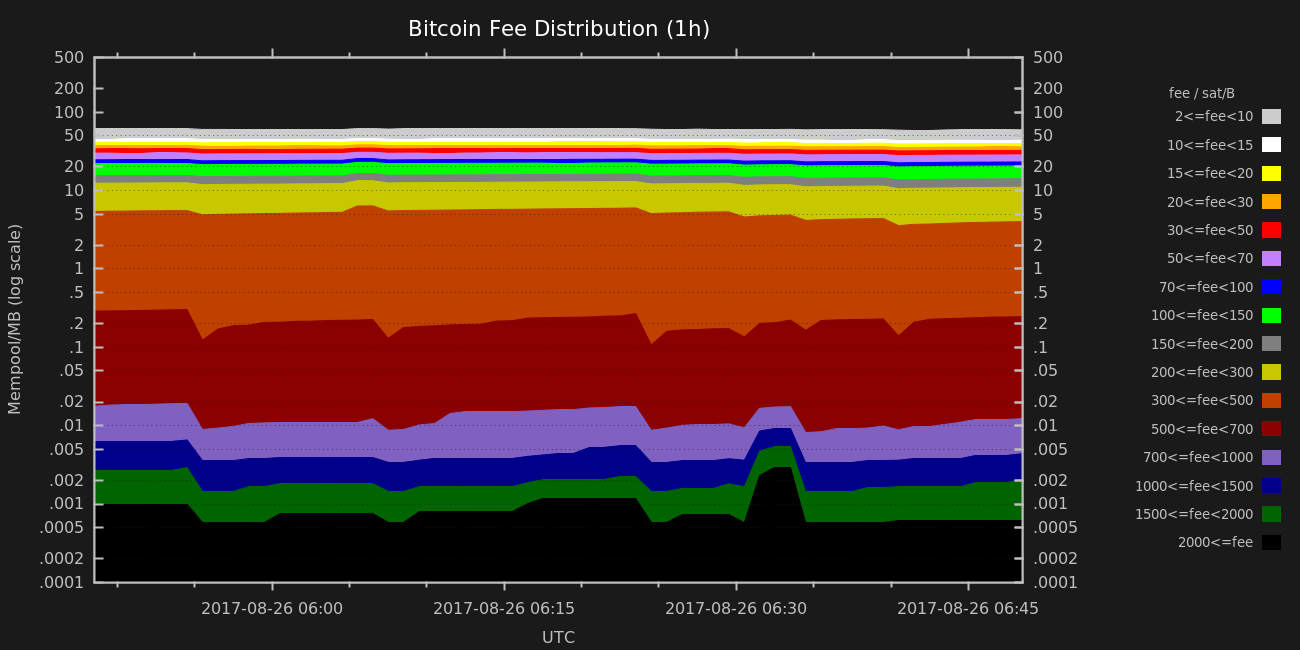 Bitcoin Fee Distribution (1h)
500
200
100
50
20
10
5
2
1
.5
.2
.1
.05
.02
.01
.005
.002
.001
.0005
.0002
.0001
Mempool/MB (log scale)
500
200
100
50
20
10
5
2
1
.5
.2
.1
.05
.02
.01
.005
.002
.001
.0005
.0002
.0001
2017-08-26 06:00
2017-08-26 06:15
2017-08-26 06:30
2017-08-26 06:45
UTC
fee / sat/B
2<=fee<10
10<=fee<15
15<=fee<20
20<=fee<30
30<=fee<50
50<=fee<70
70<=fee<100
100<=fee<150
150<=fee<200
200<=fee<300
300<=fee<500
500<=fee<700
700<=fee<1000
1000<=fee<1500
1500<=fee<2000
2000<=fee